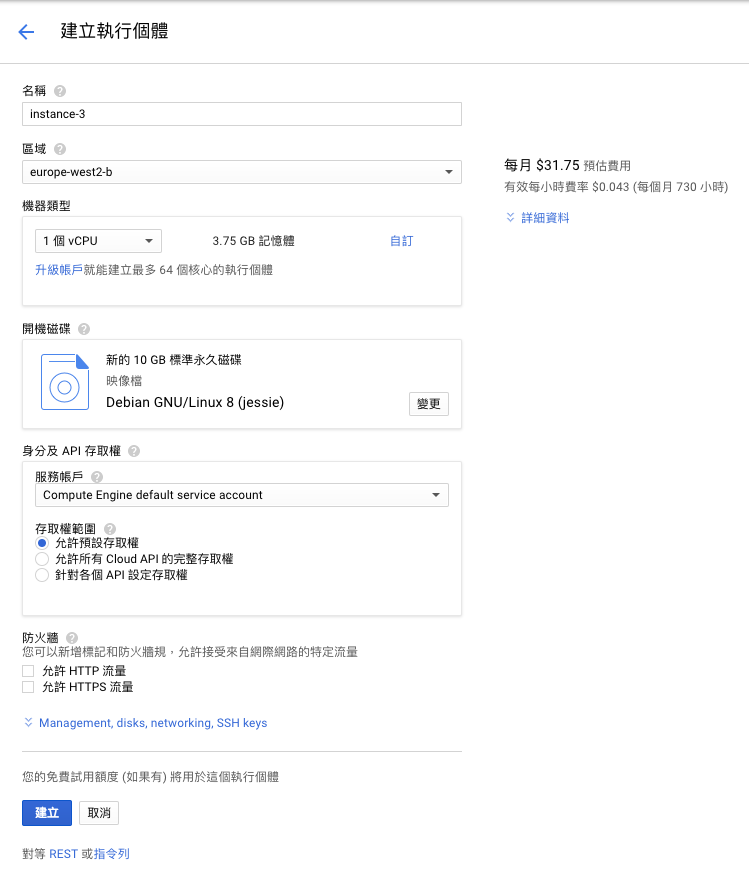 建立執行個體
名稱
instance-3
區域
europe-west2-b
每月 $31.75 預估費用
有效每小時費率 $0.043 (每個月 730 小時)
詳細資料
機器類型
1 個 vCPU
3.75 GB 記憶體
自訂
升級帳戶就能建立最多 64 個核心的執行個體
開機磁碟
新的 10 GB 標準永久磁碟
映像檔
Debian GNU/Linux 8 (jessie)
變更
身分及 API 存取權
服務帳戶
Compute Engine default service account
存取權範圍
允許預設存取權
允許所有 Cloud API 的完整存取權
針對各個 API 設定存取權
防火牆
您可以新增標記和防火牆規，允許接受來自網際網路的特定流量
允許 HTTP 流量
允許 HTTPS 流量
Management, disks, networking, SSH keys
您的免費試用額度 (如果有) 將用於這個執行個體
建立
取消
對等 REST 或指令列